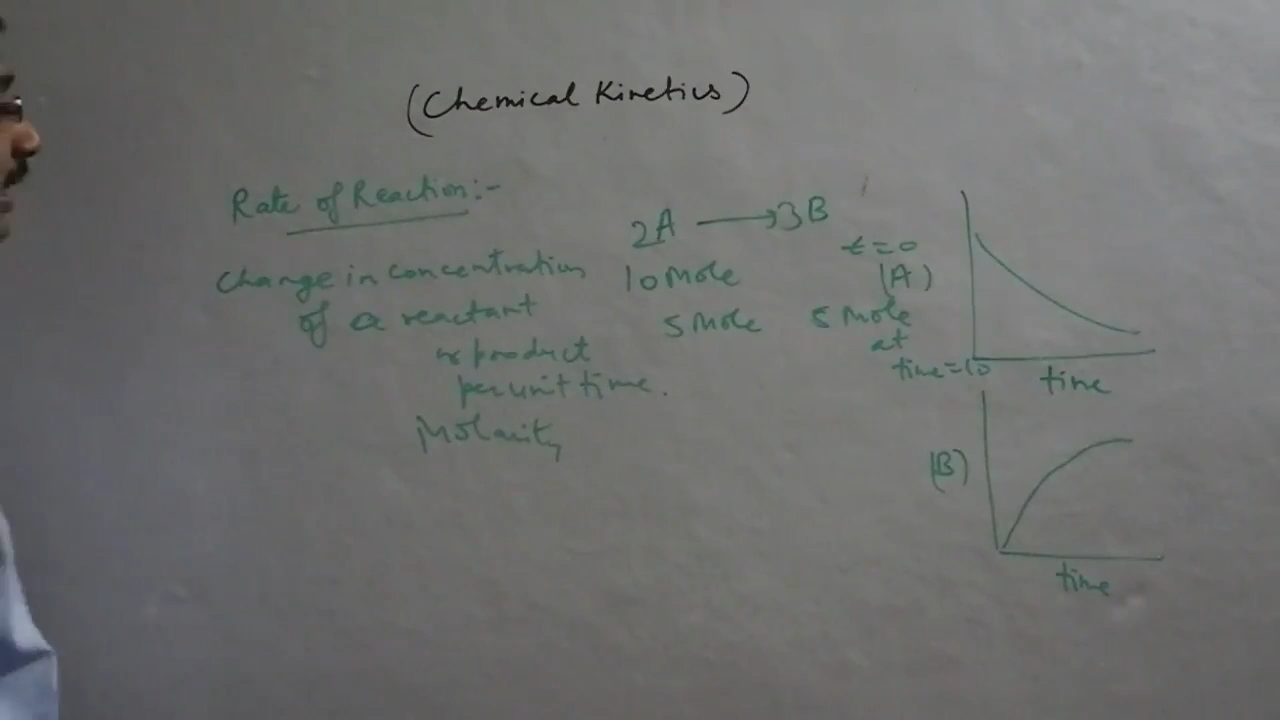 (Chemical Kinetics)
Rate of Reaction:-
2A → 3B
t=0
Change in concentration 10 Mole (A)
of a reactant 5 Mole 5 Mole
or product at
per unit time. time=10 time
Molarity
(B)
time